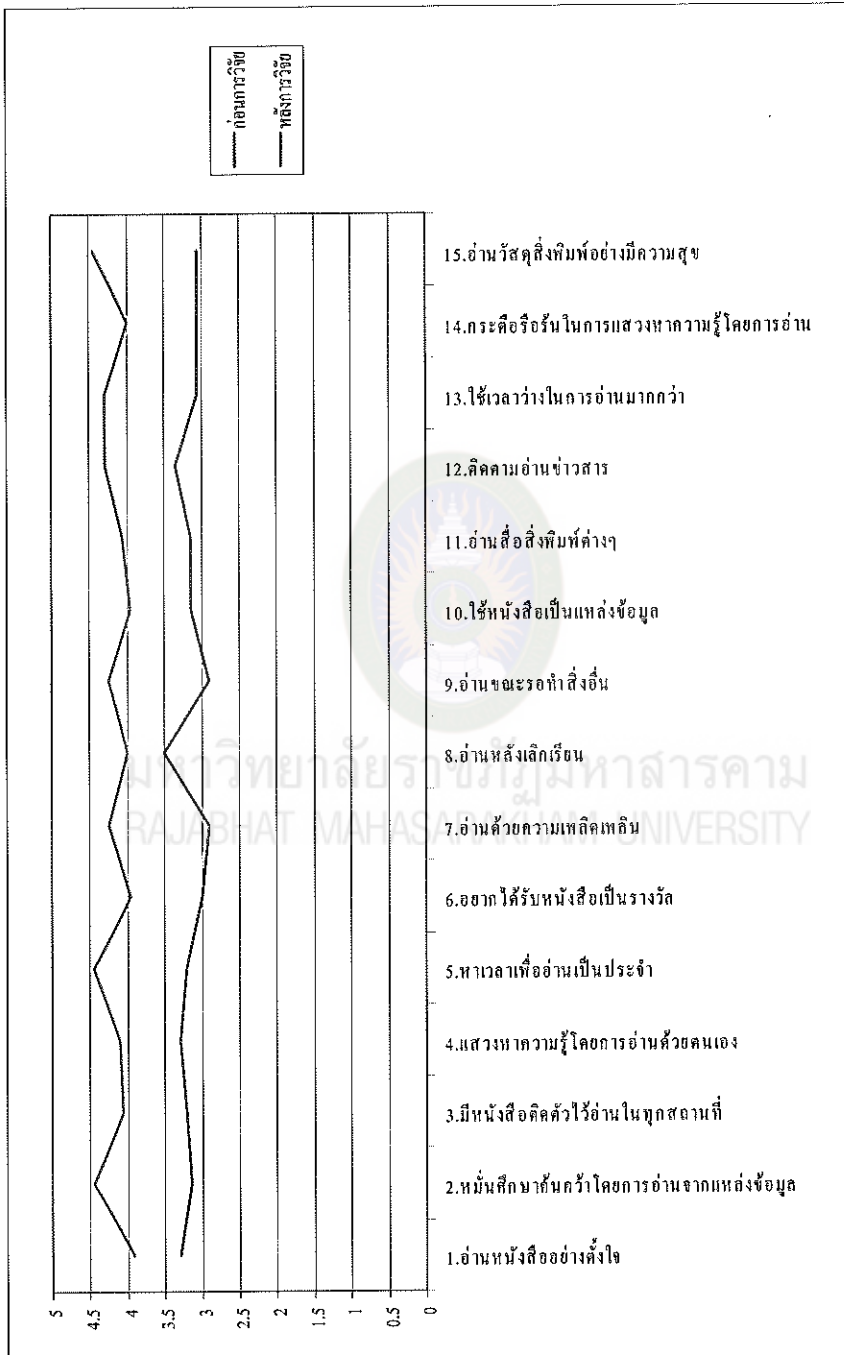 ก่อนการวิจัย
หลังการวิจัย
15.อ่านวัสดุสิ่งพิมพ์อย่างมีความสุข
14.กระตือรือร้นในการแสวงหาความรู้โดยการอ่าน
13.ใช้เวลาว่างในการอ่านมากกว่า
12.ติดตามอ่านข่าวสาร
11.อ่านสื่อสิ่งพิมพ์ต่างๆ
10.ใช้หนังสือเป็นแหล่งข้อมูล
9.อ่านขณะรอทำสิ่งอื่น
8.อ่านหลังเลิกเรียน
7.อ่านด้วยความเพลิดเพลิน
6.อยากได้รับหนังสือเป็นรางวัล
5.หาเวลาเพื่ออ่านเป็นประจำ
4.แสวงหาความรู้โดยการอ่านด้วยตนเอง
3.มีหนังสือติดตัวไว้อ่านในทุกสถานที่
2.หมั่นศึกษาค้นคว้าโดยการอ่านจากแหล่งข้อมูล
1.อ่านหนังสืออย่างตั้งใจ
5
4.5
4
3.5
3
2.5
2
1.5
1
0.5
0
มหาวิทยาลัยราชภัฏมหาสารคาม
RAJABHAT MAHASARAKHAM UNIVERSITY